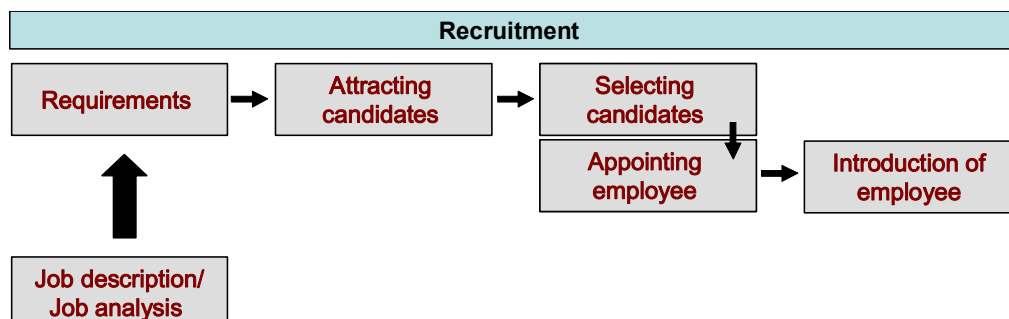 Recruitment
Requirements
Attracting
candidates
Selecting
candidates
Appointing
employee
Introduction of
employee
Job description/
Job analysis